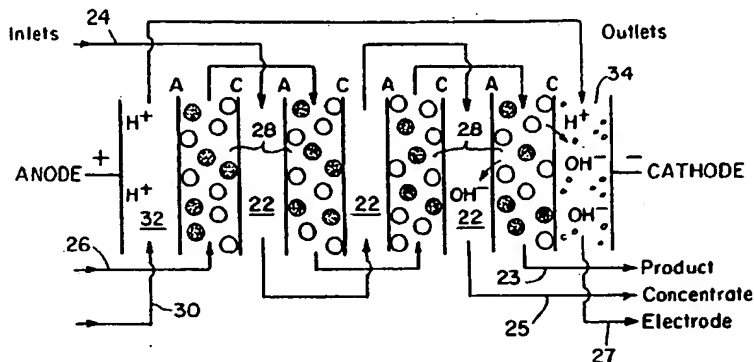 24
Inlets
Outlets
34
A C A C A C A C
H⁺ 28 28 H⁺
ANODE + OH⁻ − CATHODE
H⁺ OH⁻ OH⁻
32 22 22 22
26
23 Product
25 Concentrate
30 Electrode
27